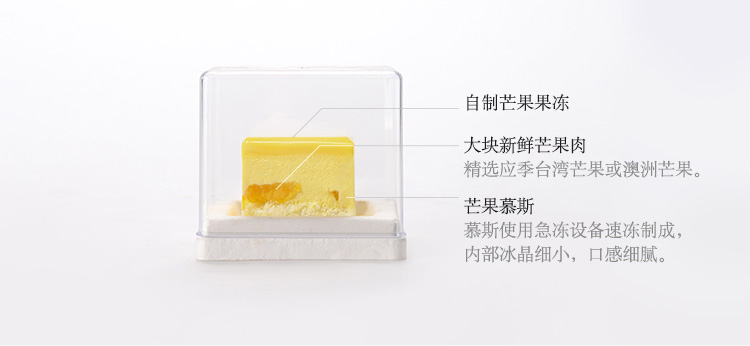 自制芒果果冻
大块新鲜芒果肉
精选应季台湾芒果或澳洲芒果。
芒果慕斯
慕斯使用急冻设备速冻制成，
内部冰晶细小，口感细腻。